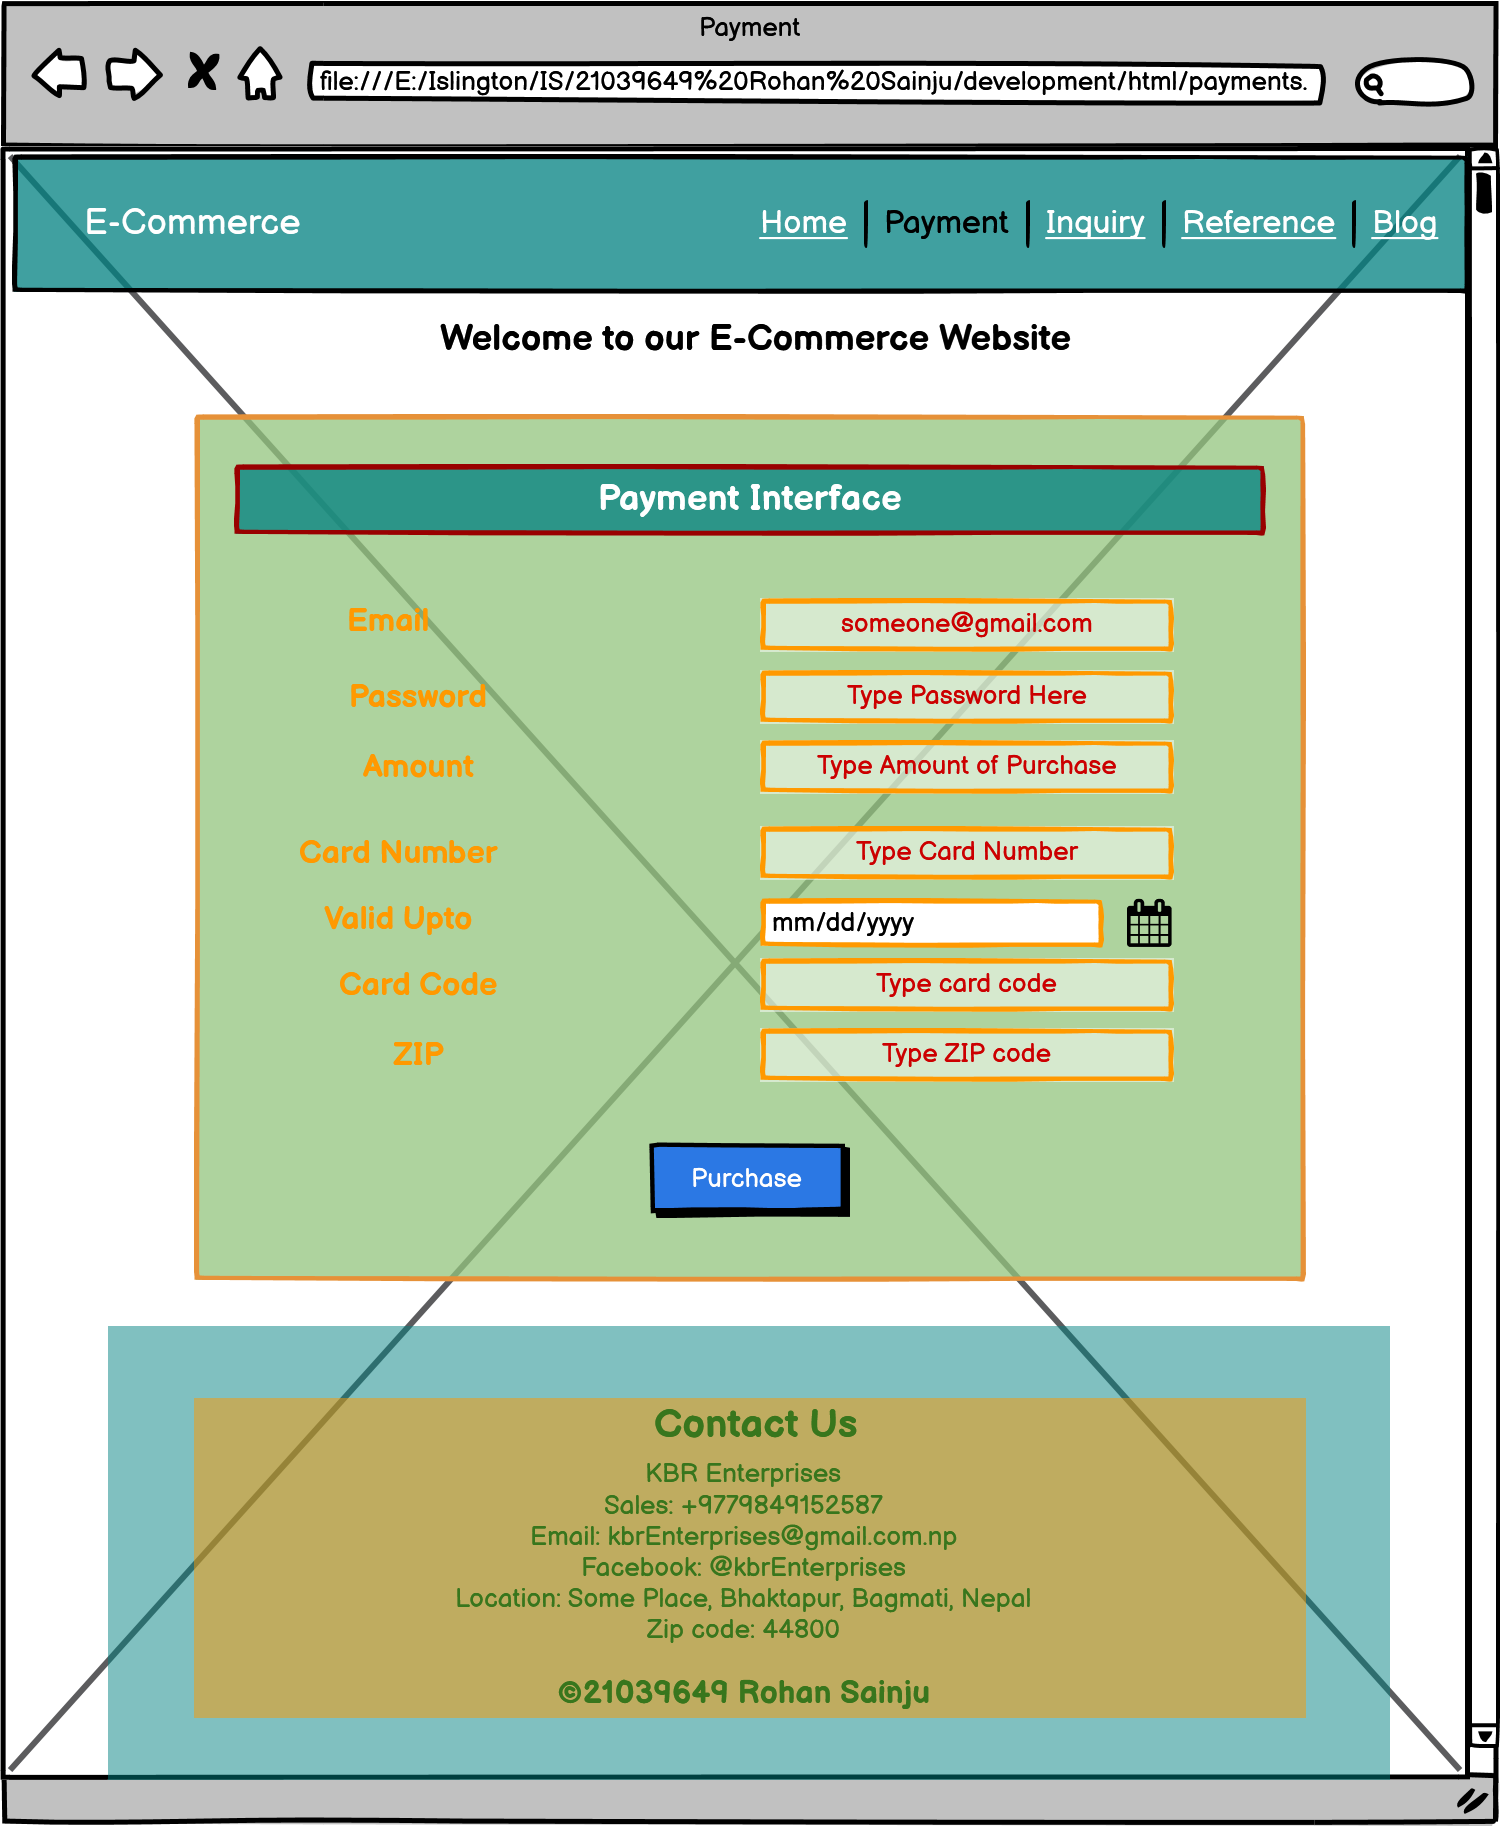 Payment
file:///E:/Islington/IS/21039649%20Rohan%20Sainju/development/html/payments.
E-Commerce
Home Payment Inquiry Reference Blog
Welcome to our E-Commerce Website
Payment Interface
Email someone@gmail.com
Password Type Password Here
Amount Type Amount of Purchase
Card Number Type Card Number
Valid Upto mm/dd/yyyy
Card Code Type card code
ZIP Type ZIP code
Purchase
Contact Us
KBR Enterprises
Sales: +9779849152587
Email: kbrEnterprises@gmail.com.np
Facebook: @kbrEnterprises
Location: Some Place, Bhaktapur, Bagmati, Nepal
Zip code: 44800
©21039649 Rohan Sainju